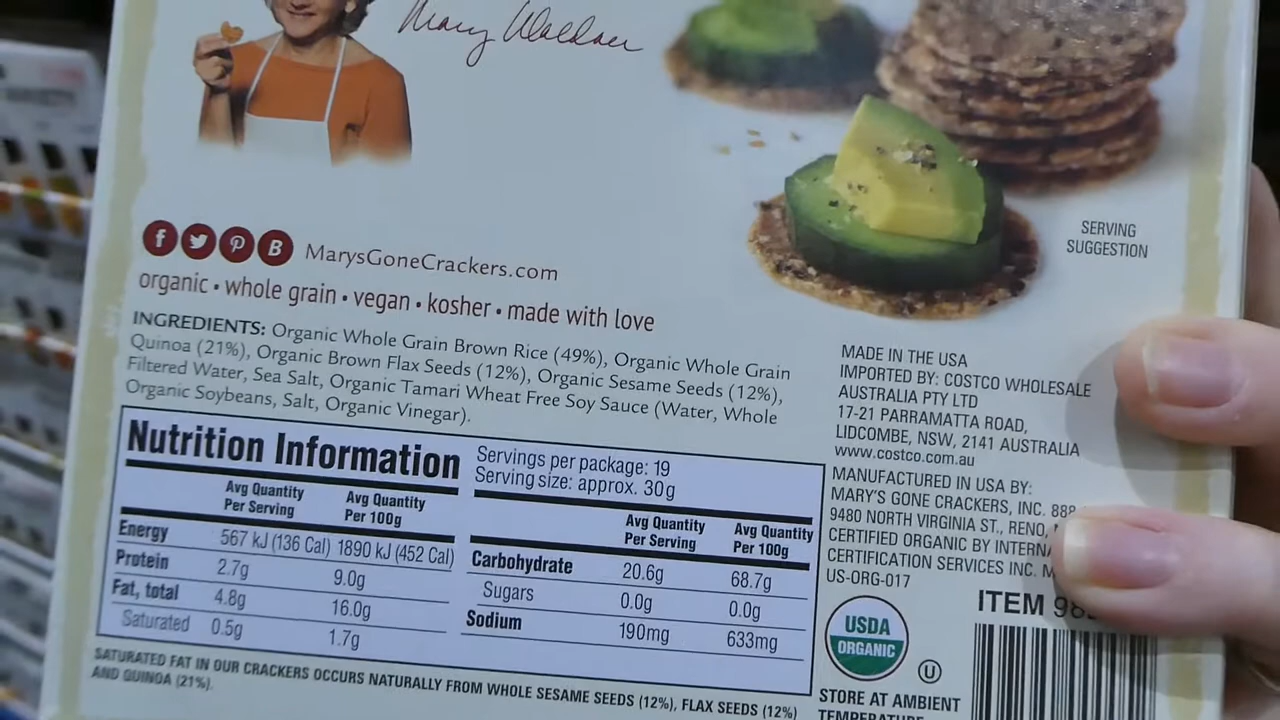 Mary Waldner
SERVING
SUGGESTION
f
B
MarysGoneCrackers.com
organic • whole grain • vegan • kosher • made with love
INGREDIENTS: Organic Whole Grain Brown Rice (49%), Organic Whole Grain
Quinoa (21%), Organic Brown Flax Seeds (12%), Organic Sesame Seeds (12%),
Filtered Water, Sea Salt, Organic Tamari Wheat Free Soy Sauce (Water, Whole
Organic Soybeans, Salt, Organic Vinegar).
Nutrition Information
Servings per package: 19
Serving size: approx. 30g
Avg Quantity Avg Quantity
Per Serving Per 100g
Energy 567 kJ (136 Cal) 1890 kJ (452 Cal)
Protein 2.7g 9.0g
Fat, total 4.8g 16.0g
Saturated 0.5g 1.7g
Avg Quantity Avg Quantity
Per Serving Per 100g
Carbohydrate 20.6g 68.7g
Sugars 0.0g 0.0g
Sodium 190mg 633mg
SATURATED FAT IN OUR CRACKERS OCCURS NATURALLY FROM WHOLE SESAME SEEDS (12%), FLAX SEEDS (12%)
AND QUINOA (21%).
MADE IN THE USA
IMPORTED BY: COSTCO WHOLESALE
AUSTRALIA PTY LTD
17-21 PARRAMATTA ROAD,
LIDCOMBE, NSW, 2141 AUSTRALIA
www.costco.com.au
MANUFACTURED IN USA BY:
MARY'S GONE CRACKERS, INC. 888
9480 NORTH VIRGINIA ST., RENO,
CERTIFIED ORGANIC BY
CERTIFICATION SERVICES INC.
US-ORG-017
ITEM
USDA
ORGANIC
U
STORE AT AMBIENT
TEMPERATURE